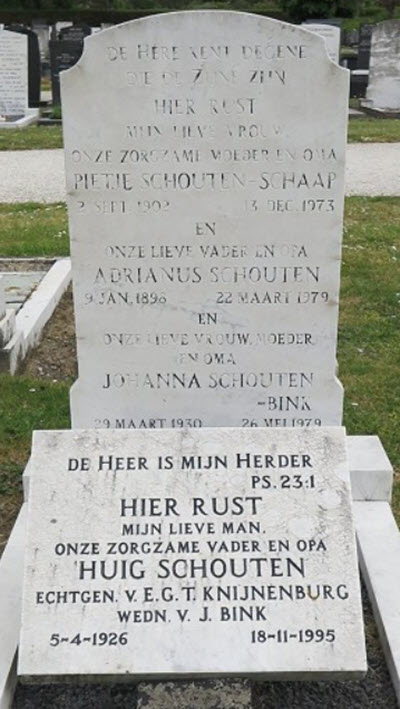 DE HERE KENT DEGENE
DIE DE ZIJNE ZIJN
HIER RUST
MIJN LIEVE VROUW,
ONZE ZORGZAME MOEDER EN OMA
PIETJE SCHOUTEN-SCHAAP
2 SEPT. 1902 13 DEC. 1973
EN
ONZE LIEVE VADER EN OPA
ADRIANUS SCHOUTEN
9 JAN. 1898 22 MAART 1979
EN
ONZE LIEVE VROUW, MOEDER
EN OMA
JOHANNA SCHOUTEN
-BINK
29 MAART 1930 26 MEI 1979
DE HEER IS MIJN HERDER
PS. 23:1
HIER RUST
MIJN LIEVE MAN,
ONZE ZORGZAME VADER EN OPA
HUIG SCHOUTEN
ECHTGEN. V. E.G.T. KNIJNENBURG
WEDN. V. J. BINK
5-4-1926 18-11-1995